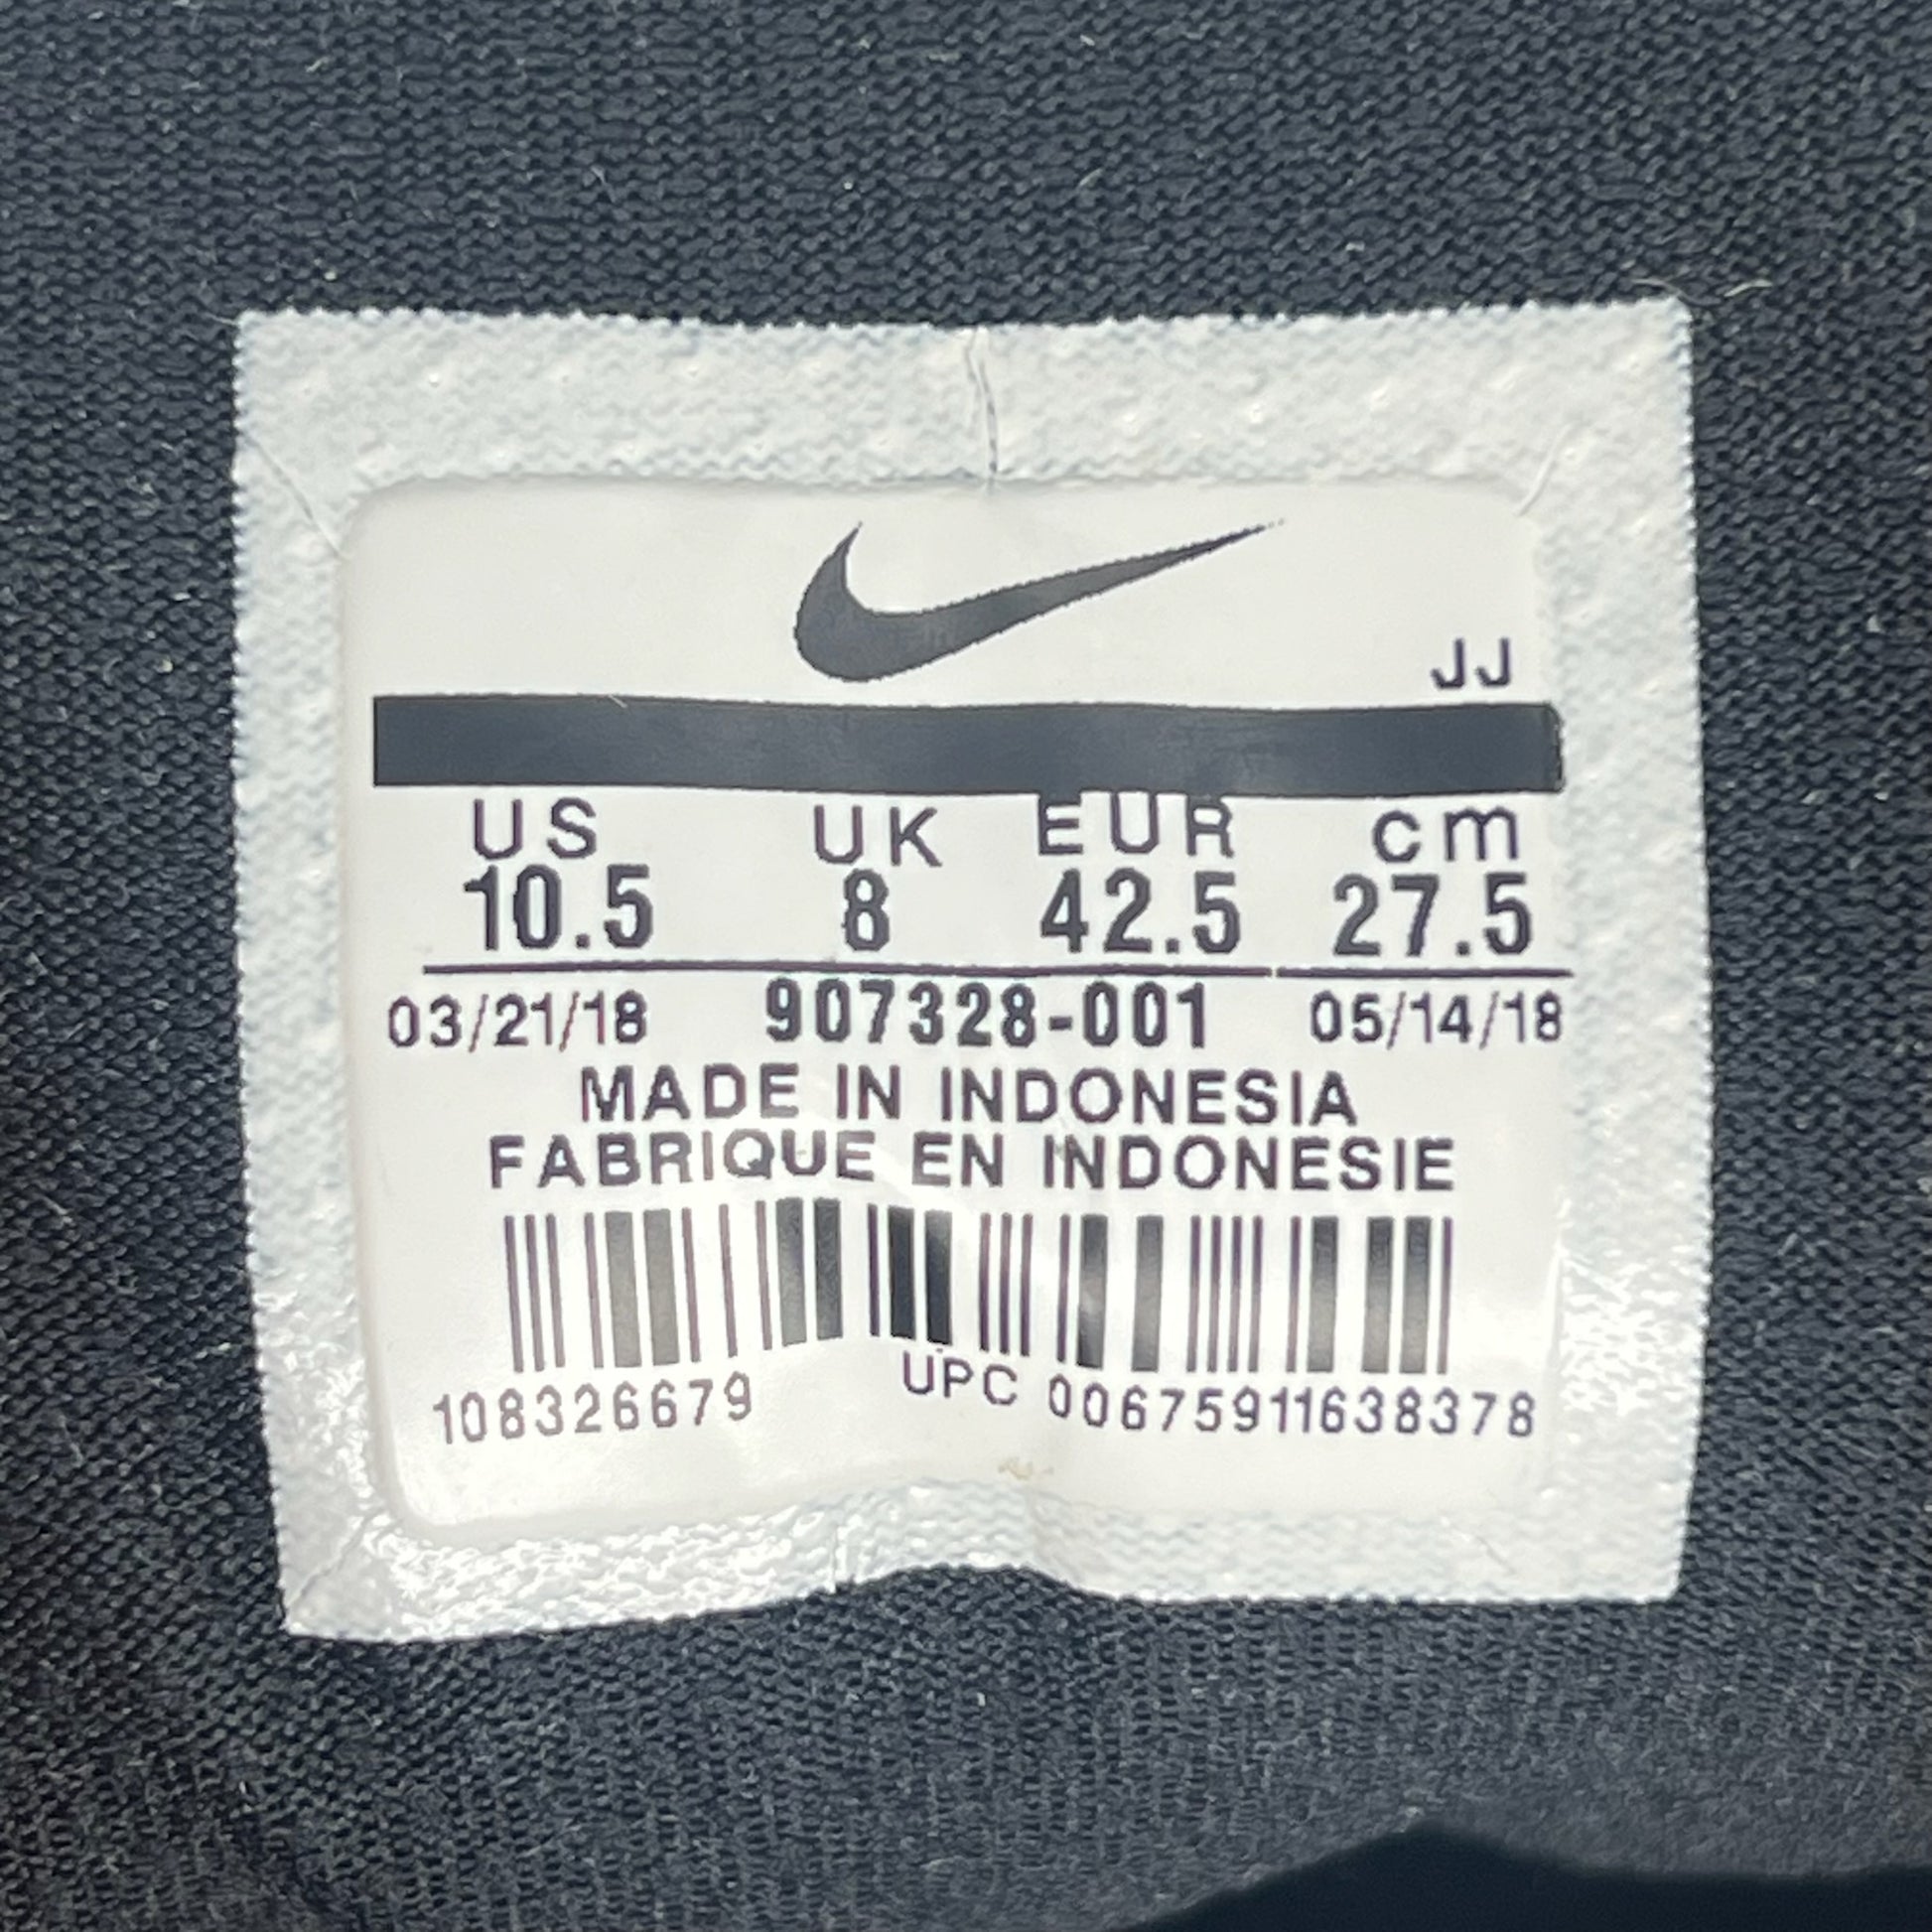 JJ
US UK EUR cm
10.5 8 42.5 27.5
03/21/18 907328-001 05/14/18
MADE IN INDONESIA
FABRIQUE EN INDONESIE
108326679 UPC 00675911638378